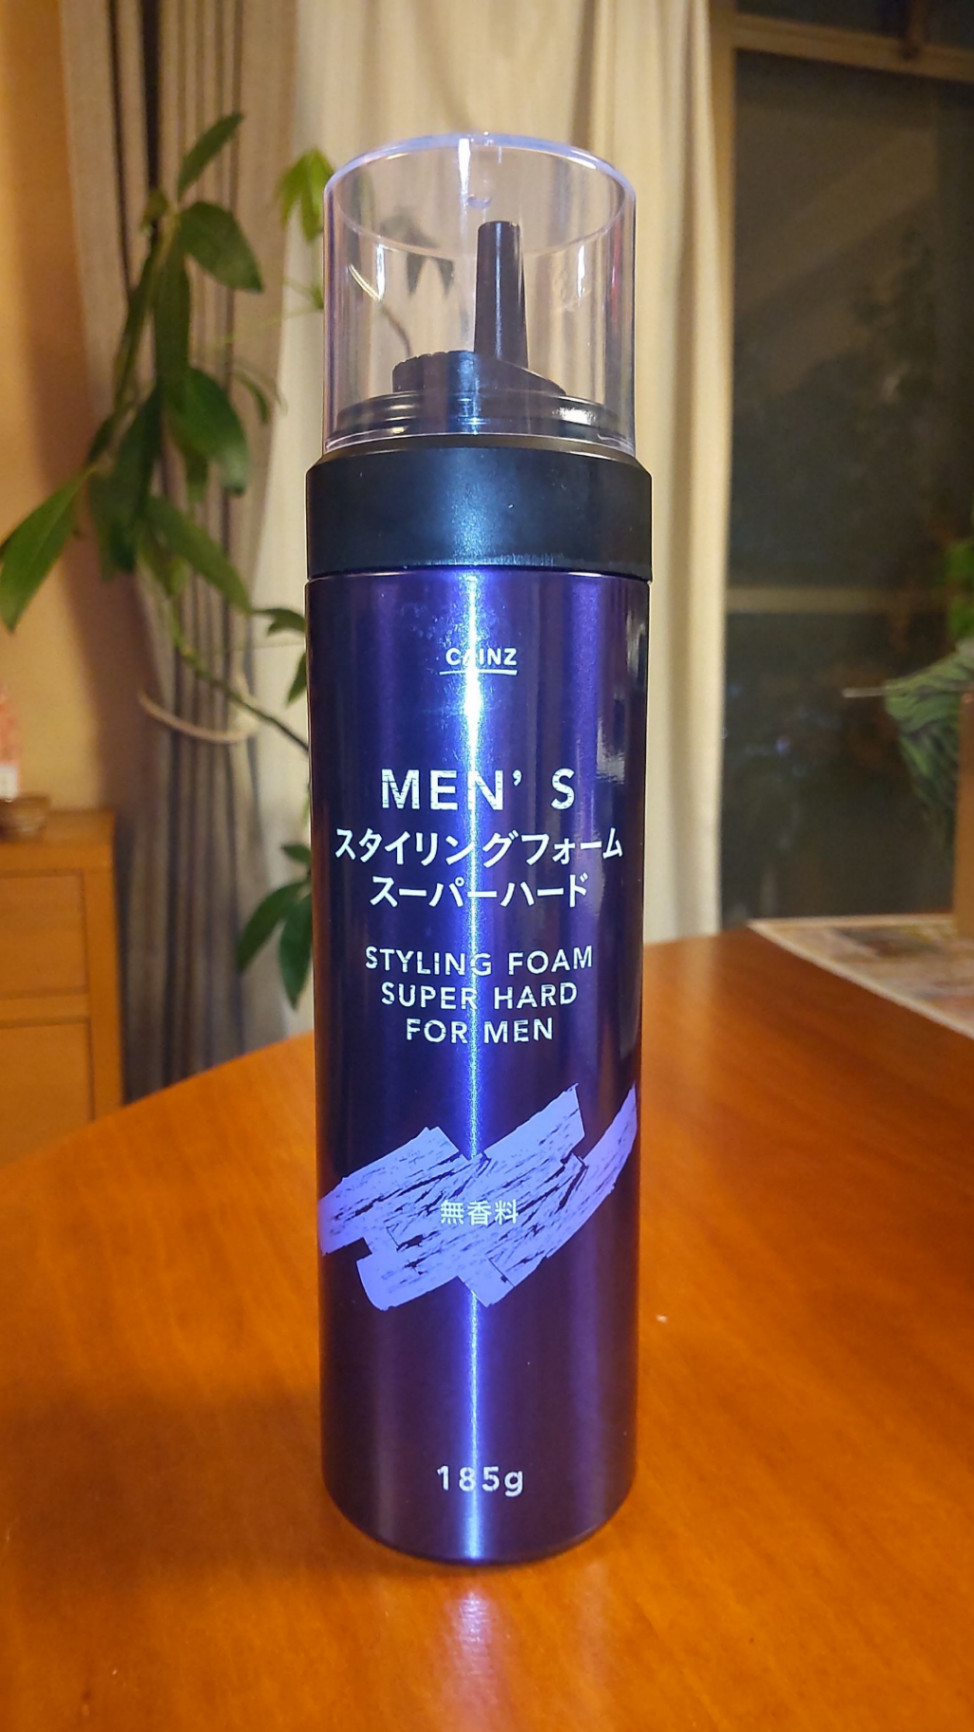 CAINZ
MEN'S
スタイリングフォーム
スーパーハード
STYLING FOAM
SUPER HARD
FOR MEN
無香料
185g